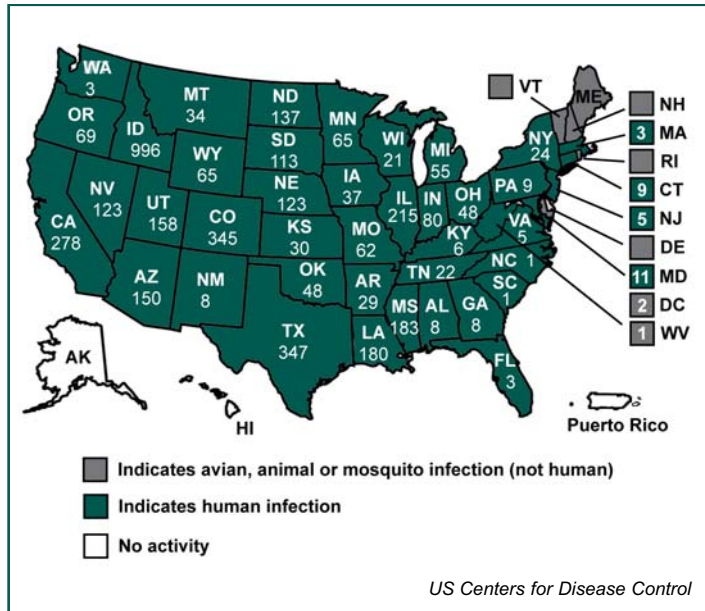 WA
3
OR
69
ID
996
MT
34
ND
137
MN
65
SD
113
WY
65
WI
21
MI
55
NY
24
VT
ME
NH
3 MA
RI
9 CT
5 NJ
DE
11 MD
2 DC
1 WV
NV
123
UT
158
CO
345
NE
123
IA
37
IL
215
IN
80
OH
48
PA 9
CA
278
KS
30
MO
62
KY
6
VA
5
AZ
150
NM
8
OK
48
AR
29
TN 22
NC 1
SC
1
MS
183
AL
8
GA
8
TX
347
LA
180
FL
3
AK
HI
Puerto Rico
Indicates avian, animal or mosquito infection (not human)
Indicates human infection
No activity
US Centers for Disease Control